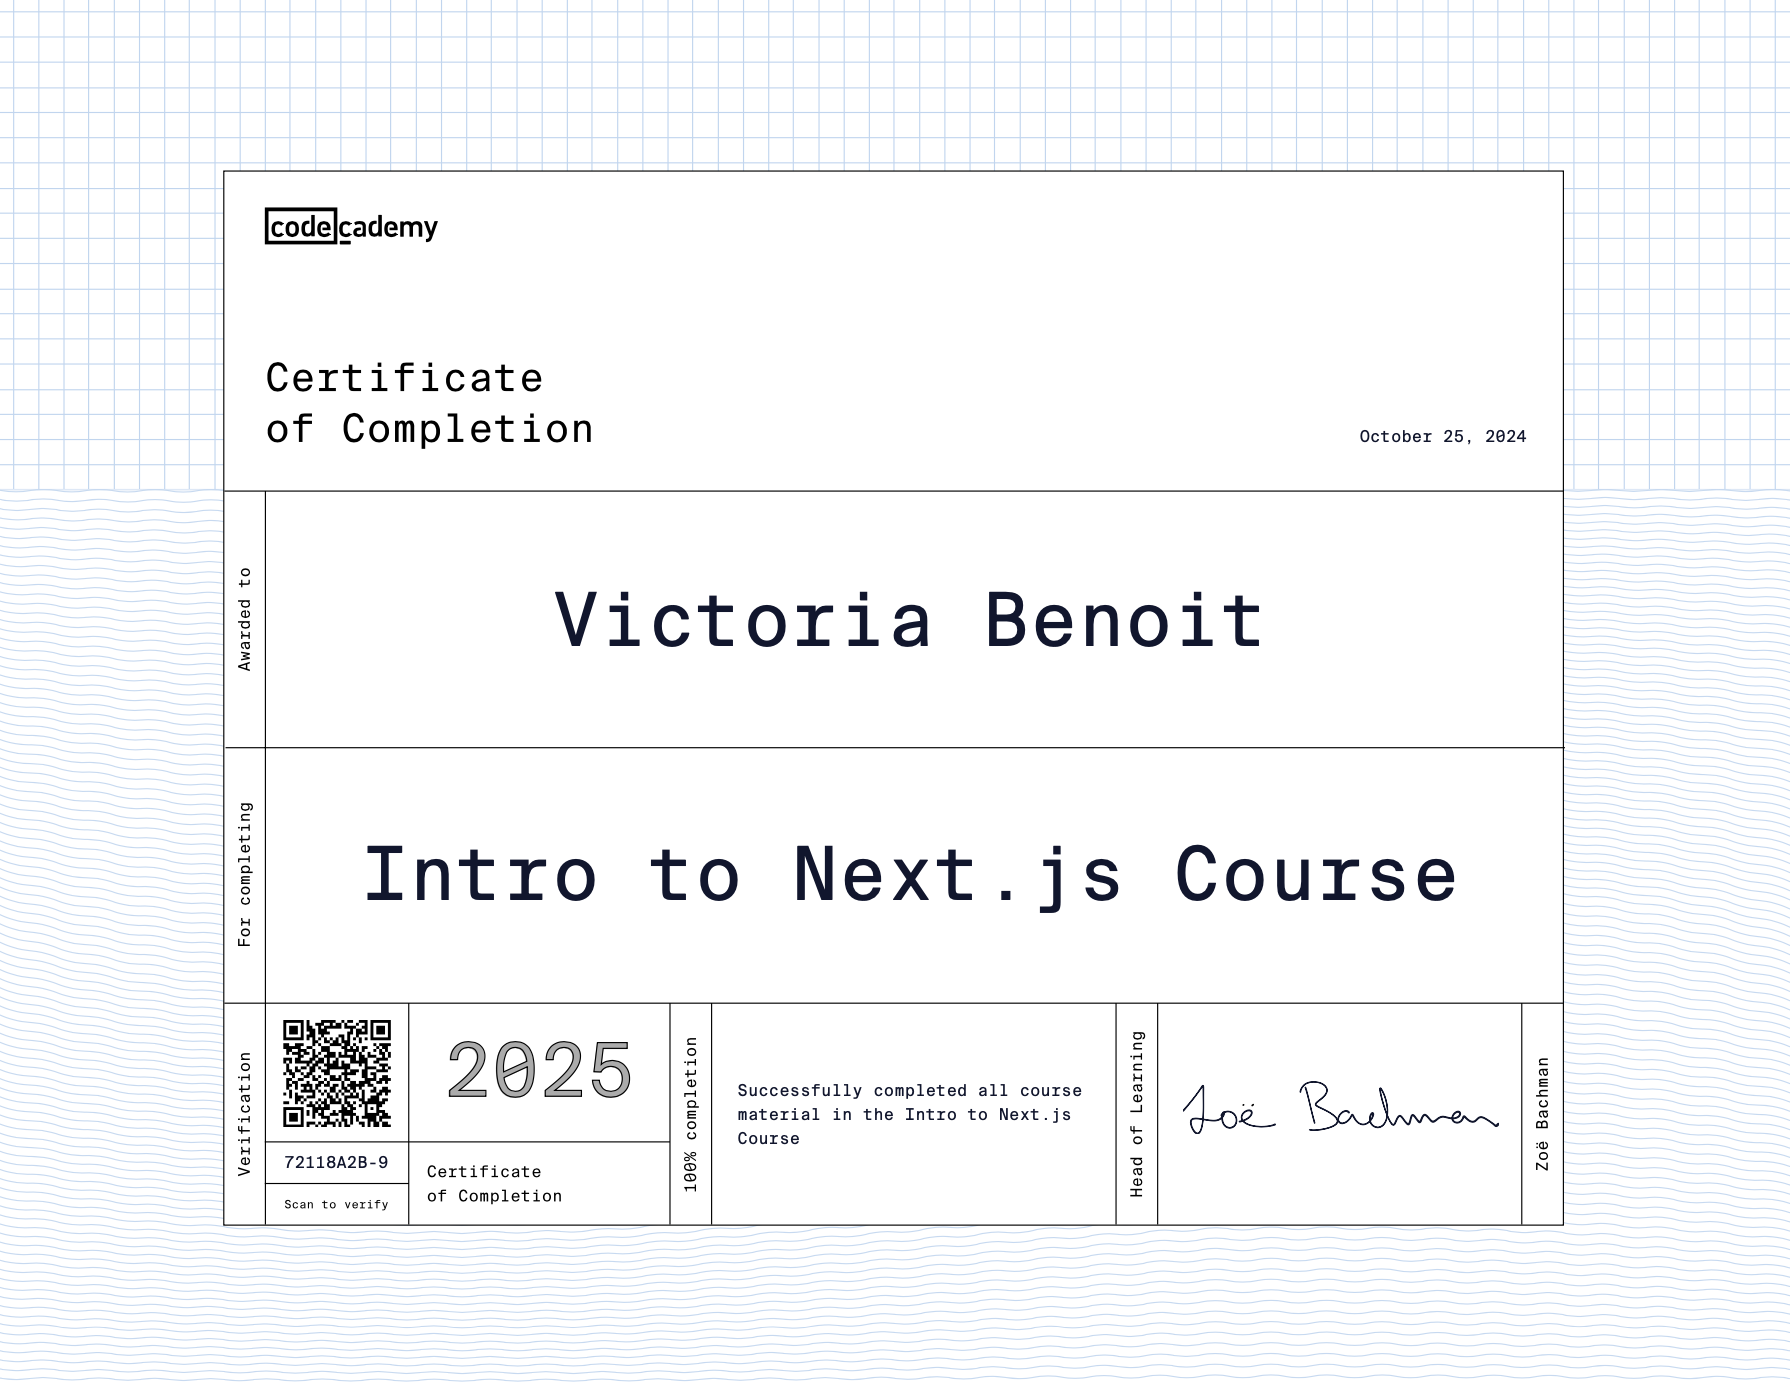 codecademy
Certificate
of Completion
October 25, 2024
Awarded to
Victoria Benoit
For completing
Intro to Next.js Course
Verification
72118A2B-9
Scan to verify
2025
Certificate
of Completion
100% completion
Successfully completed all course
material in the Intro to Next.js
Course
Head of Learning
Zoë Bachman
Zoë Bachman